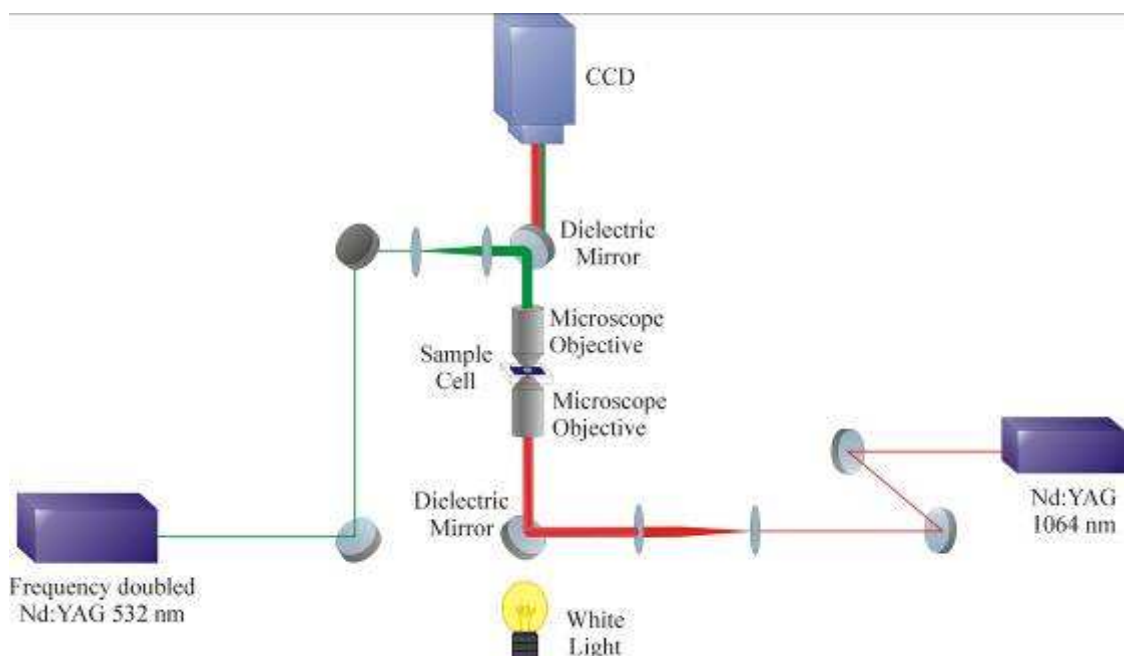 CCD
Dielectric
Mirror
Microscope
Objective
Sample
Cell
Microscope
Objective
Dielectric
Mirror
Nd:YAG
1064 nm
Frequency doubled
Nd:YAG 532 nm
White
Light